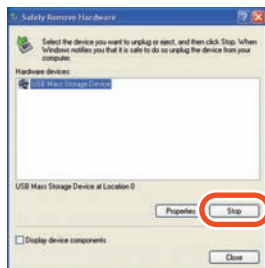 Safely Remove Hardware
Select the device you want to unplug or eject, and then click Stop. When
Windows notifies you that it is safe to do so unplug the device from your
computer.
Hardware devices:
USB Mass Storage Device
USB Mass Storage Device at Location 0
Properties
Stop
Display device components
Close